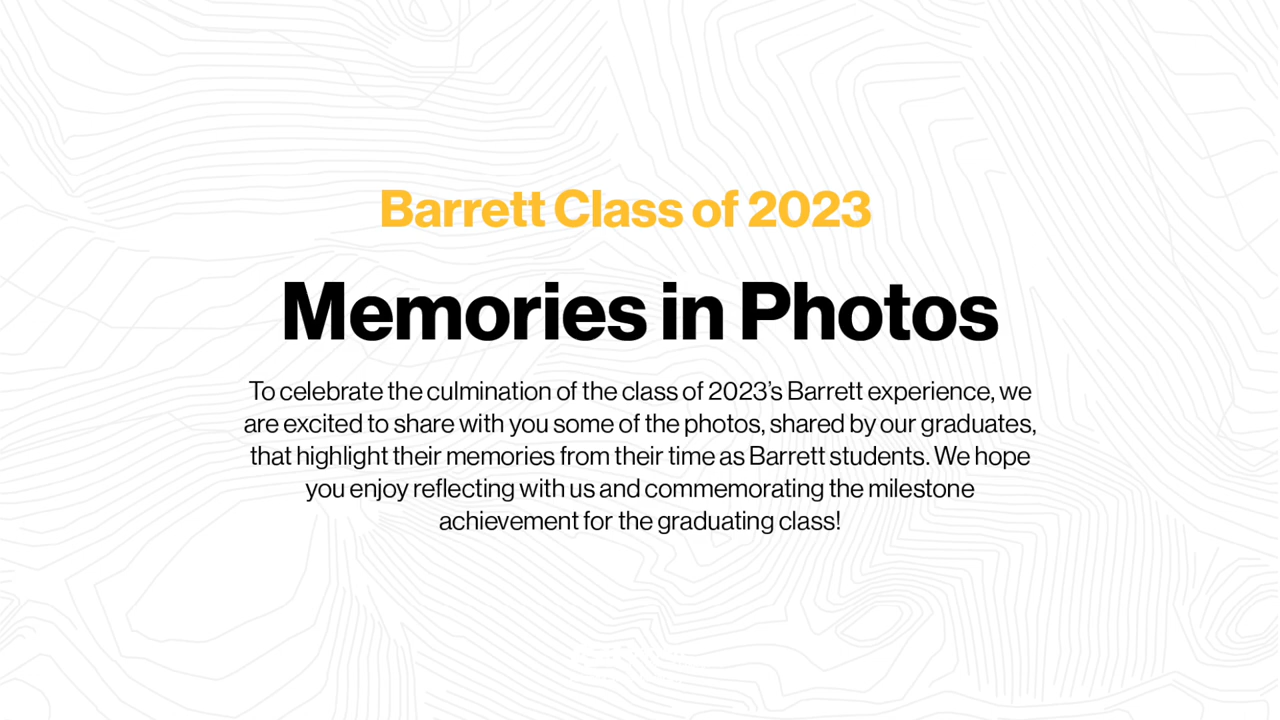 Barrett Class of 2023
Memories in Photos
To celebrate the culmination of the class of 2023’s Barrett experience, we
are excited to share with you some of the photos, shared by our graduates,
that highlight their memories from their time as Barrett students. We hope
you enjoy reflecting with us and commemorating the milestone
achievement for the graduating class!